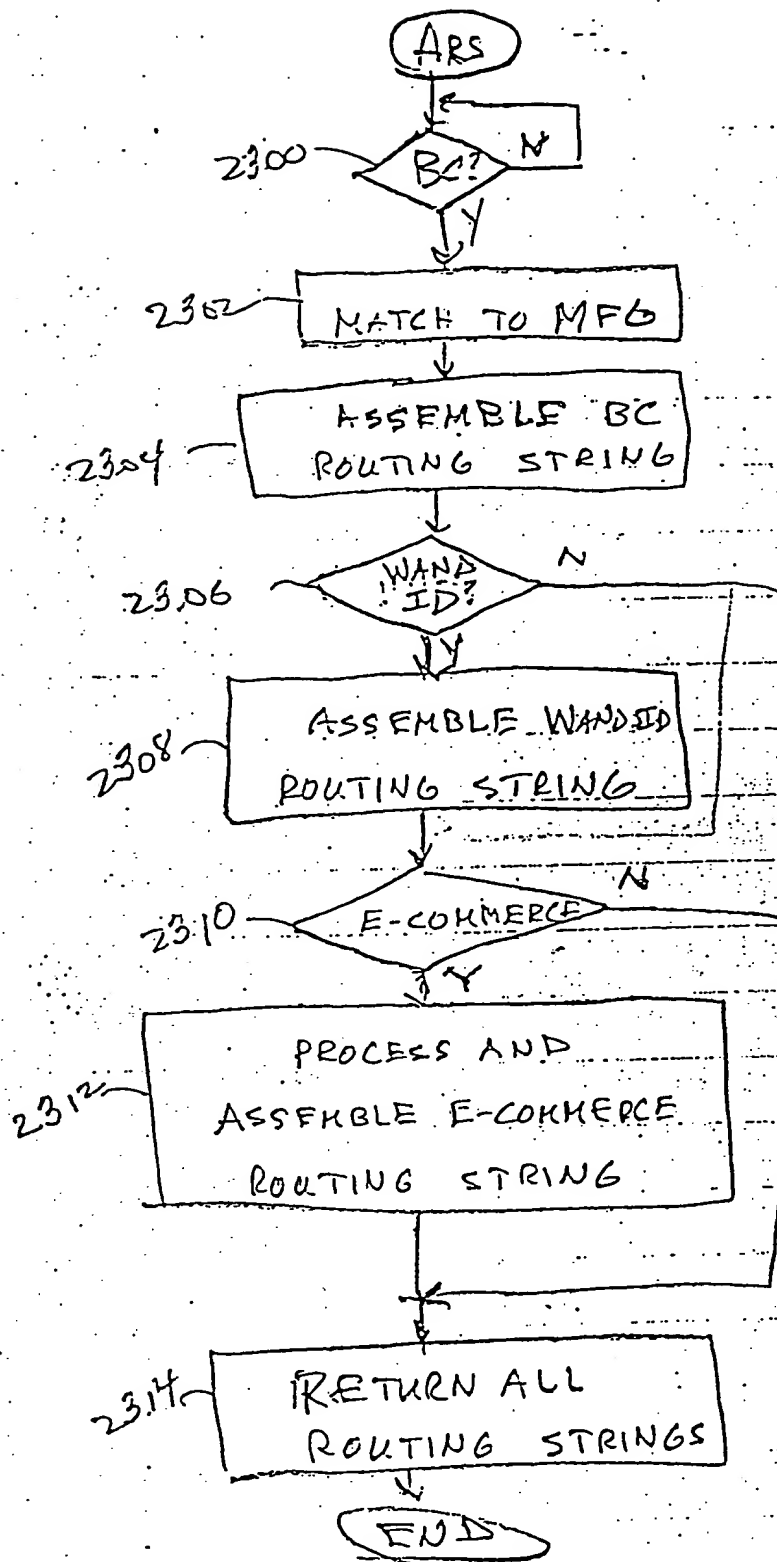 ARS
2300
BC?
N
Y
2302
MATCH TO MFG
2304
ASSEMBLE BC
ROUTING STRING
2306
WAND
ID?
N
Y
2308
ASSEMBLE WAND ID
ROUTING STRING
2310
E-COMMERCE
N
Y
2312
PROCESS AND
ASSEMBLE E-COMMERCE
ROUTING STRING
2314
RETURN ALL
ROUTING STRINGS
END